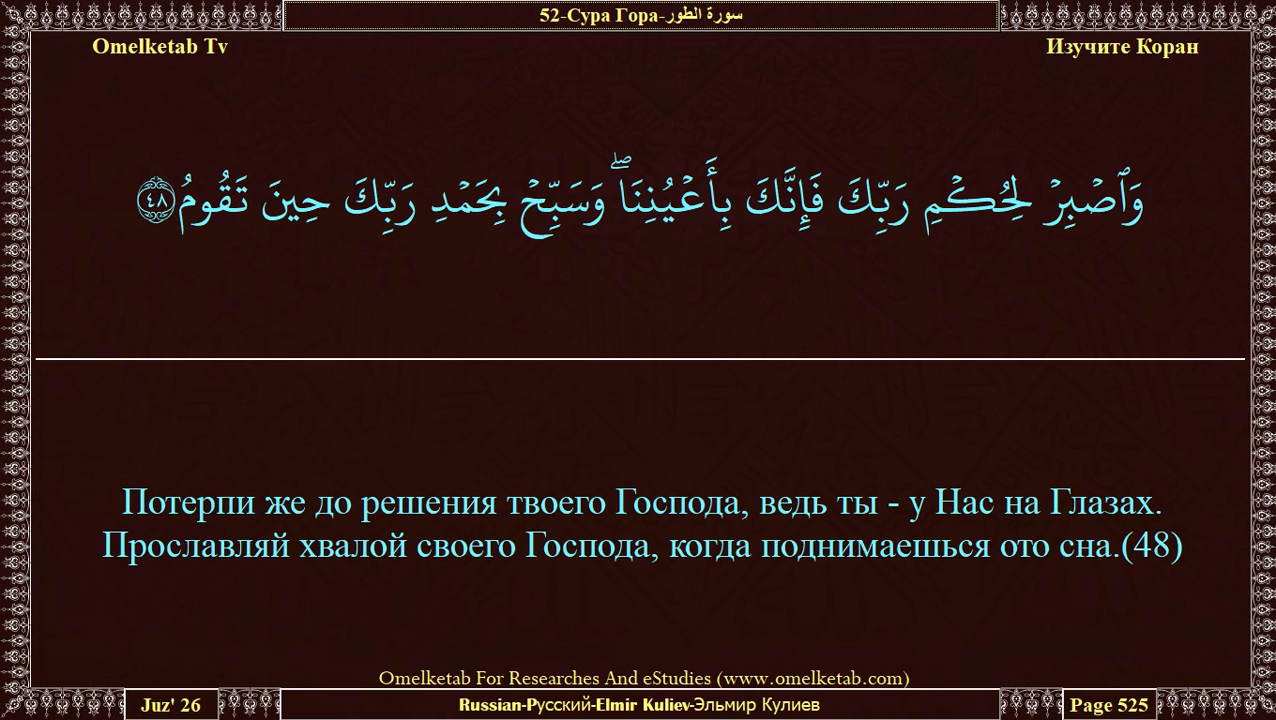 52-Сура Гора-سورة الطور
Omelketab Tv
Изучите Коран
وَٱصۡبِرۡ لِحُكۡمِ رَبِّكَ فَإِنَّكَ بِأَعۡيُنِنَاۖ وَسَبِّحۡ بِحَمۡدِ رَبِّكَ حِينَ تَقُومُ ٤٨
Потерпи же до решения твоего Господа, ведь ты - у Нас на Глазах.
Прославляй хвалой своего Господа, когда поднимаешься ото сна.(48)
Omelketab For Researches And eStudies (www.omelketab.com)
Juz' 26
Russian-Русский-Elmir Kuliev-Эльмир Кулиев
Page 525